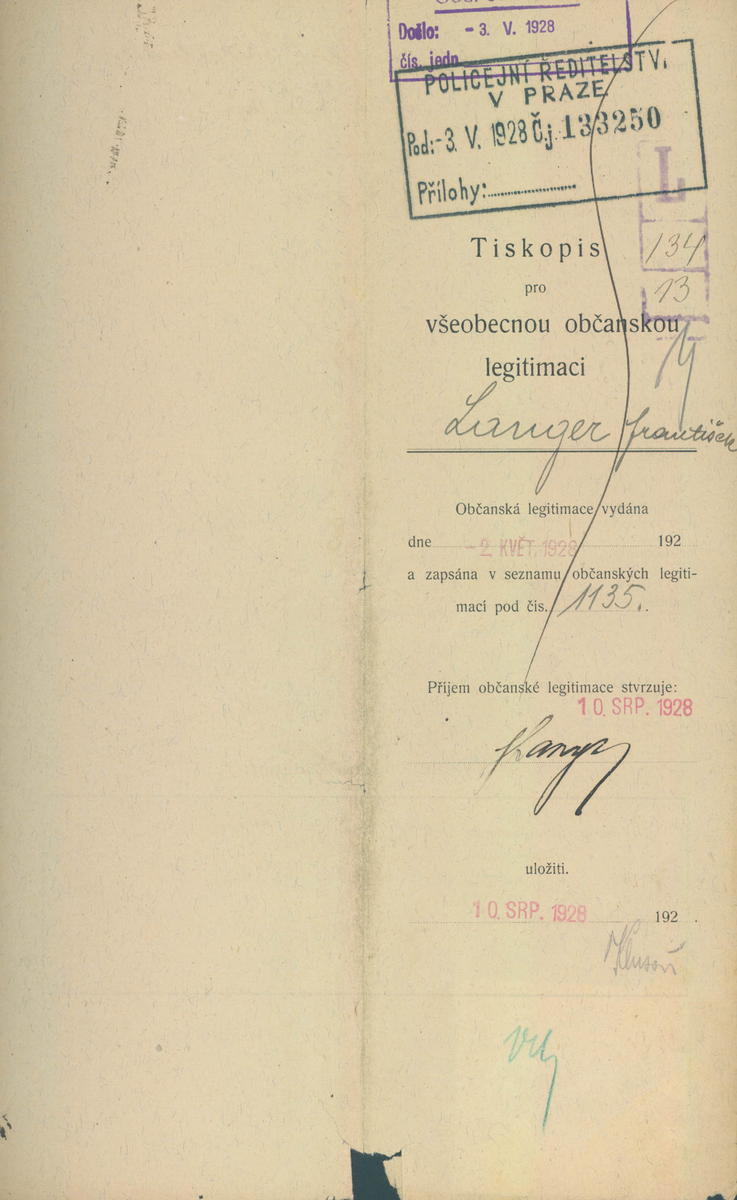 Došlo: - 3. V. 1928
čís. jedn.
POLICEJNÍ ŘEDITELSTV.
V PRAZE
Pod: -3. V. 1928 Č.j. 133250
Přílohy:....................
L
134
13
Tiskopis
pro
všeobecnou občanskou
legitimaci
Langer František
Občanská legitimace vydána
dne - 2. KVĚT. 1928 192
a zapsána v seznamu občanských legiti-
mací pod čis. 1135.
Příjem občanské legitimace stvrzuje:
10. SRP. 1928
uložiti.
10. SRP. 1928 192 .